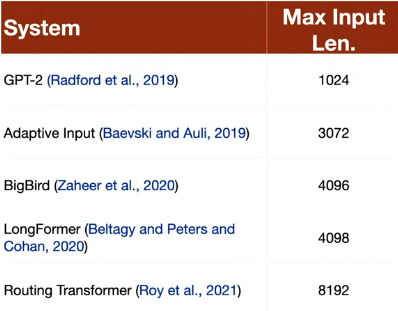 System Max Input
Len.
GPT-2 (Radford et al., 2019) 1024
Adaptive Input (Baevski and Auli, 2019) 3072
BigBird (Zaheer et al., 2020) 4096
LongFormer (Beltagy and Peters and
Cohan, 2020) 4098
Routing Transformer (Roy et al., 2021) 8192